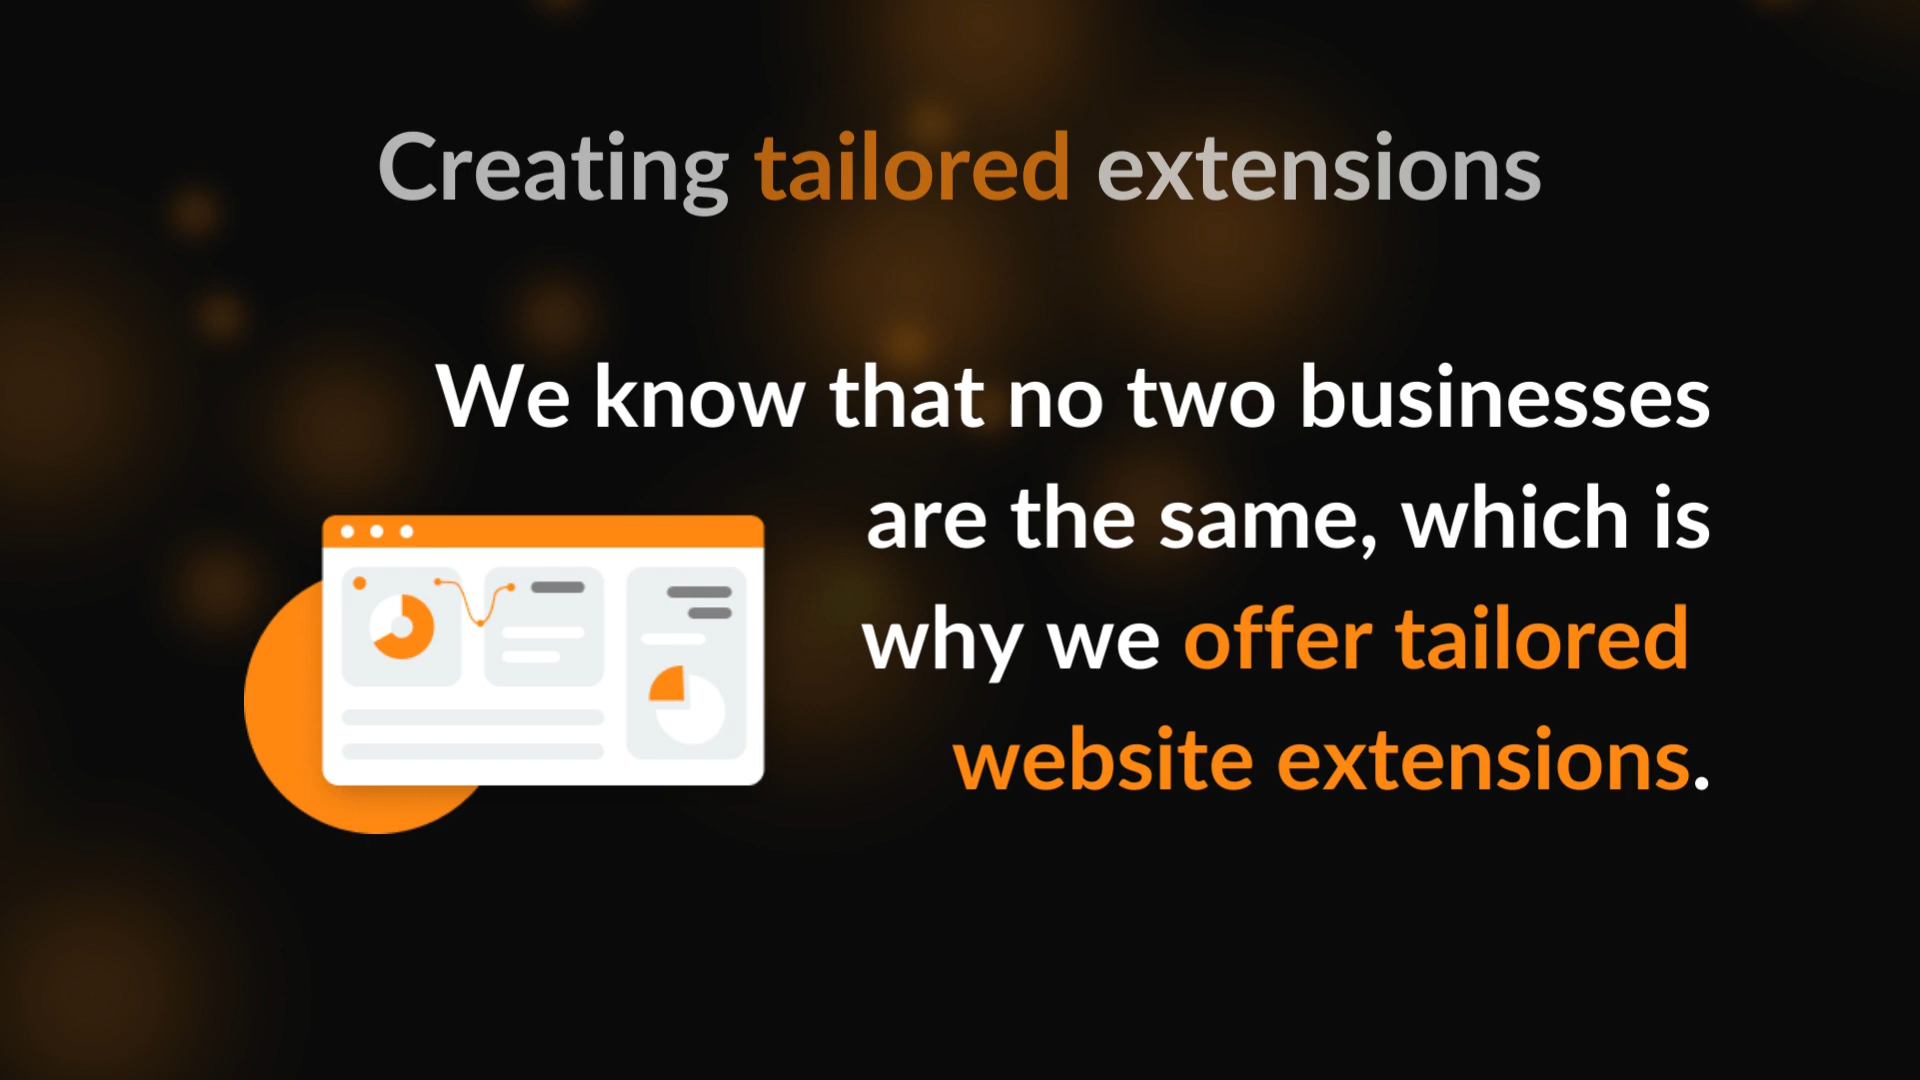 Creating tailored extensions
We know that no two businesses
are the same, which is
why we offer tailored
website extensions.